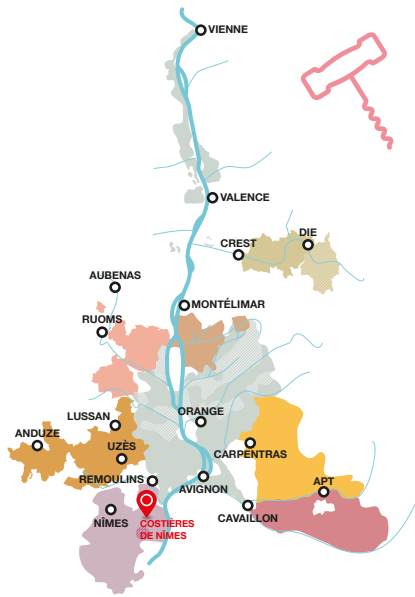 VIENNE
VALENCE
DIE
CREST
AUBENAS
MONTÉLIMAR
RUOMS
ORANGE
LUSSAN
ANDUZE
UZÈS
CARPENTRAS
REMOULINS
APT
AVIGNON
CAVAILLON
NÎMES
COSTIÈRES
DE NÎMES